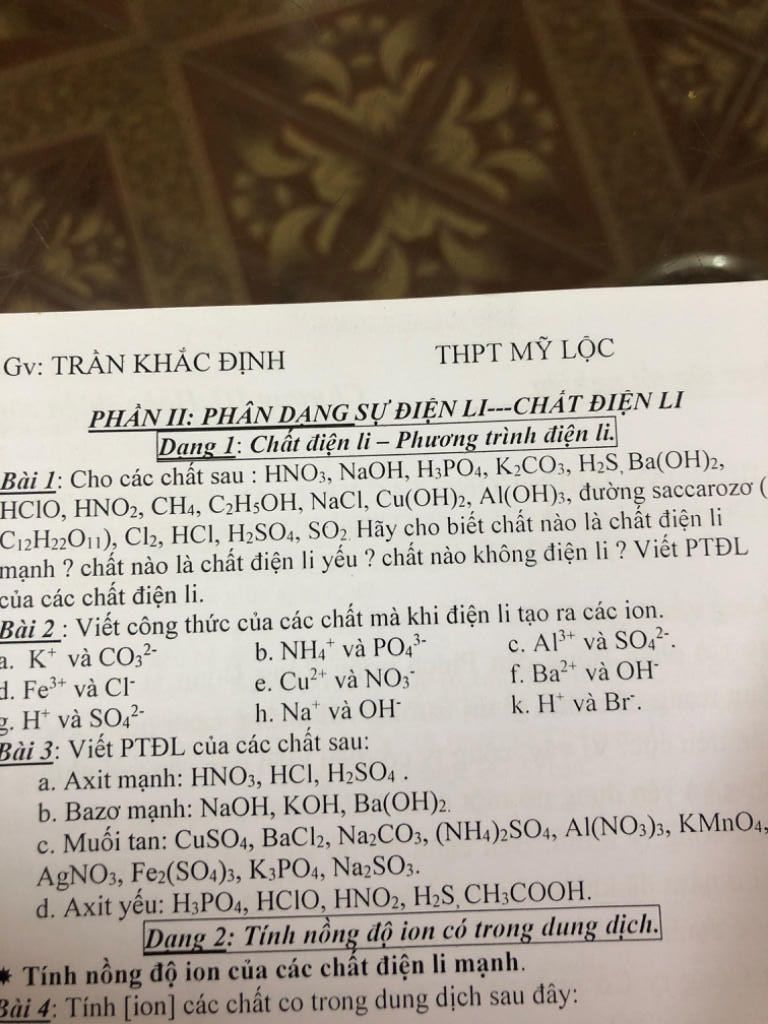 Gv: TRẦN KHẮC ĐỊNH THPT MỸ LỘC
PHẦN II: PHÂN DẠNG SỰ ĐIỆN LI---CHẤT ĐIỆN LI
Dạng 1: Chất điện li – Phương trình điện li.
Bài 1: Cho các chất sau : HNO₃, NaOH, H₃PO₄, K₂CO₃, H₂S, Ba(OH)₂,
HClO, HNO₂, CH₄, C₂H₅OH, NaCl, Cu(OH)₂, Al(OH)₃, đường saccarozơ (
C₁₂H₂₂O₁₁), Cl₂, HCl, H₂SO₄, SO₂. Hãy cho biết chất nào là chất điện li
mạnh ? chất nào là chất điện li yếu ? chất nào không điện li ? Viết PTĐL
của các chất điện li.
Bài 2 : Viết công thức của các chất mà khi điện li tạo ra các ion.
a. K⁺ và CO₃²⁻ b. NH₄⁺ và PO₄³⁻ c. Al³⁺ và SO₄²⁻.
d. Fe³⁺ và Cl⁻ e. Cu²⁺ và NO₃⁻ f. Ba²⁺ và OH⁻
g. H⁺ và SO₄²⁻ h. Na⁺ và OH⁻ k. H⁺ và Br⁻.
Bài 3: Viết PTĐL của các chất sau:
a. Axit mạnh: HNO₃, HCl, H₂SO₄ .
b. Bazơ mạnh: NaOH, KOH, Ba(OH)₂.
c. Muối tan: CuSO₄, BaCl₂, Na₂CO₃, (NH₄)₂SO₄, Al(NO₃)₃, KMnO₄,
AgNO₃, Fe₂(SO₄)₃, K₃PO₄, Na₂SO₃.
d. Axit yếu: H₃PO₄, HClO, HNO₂, H₂S, CH₃COOH.
Dạng 2: Tính nồng độ ion có trong dung dịch.
✷ Tính nồng độ ion của các chất điện li mạnh.
Bài 4: Tính [ion] các chất co trong dung dịch sau đây: